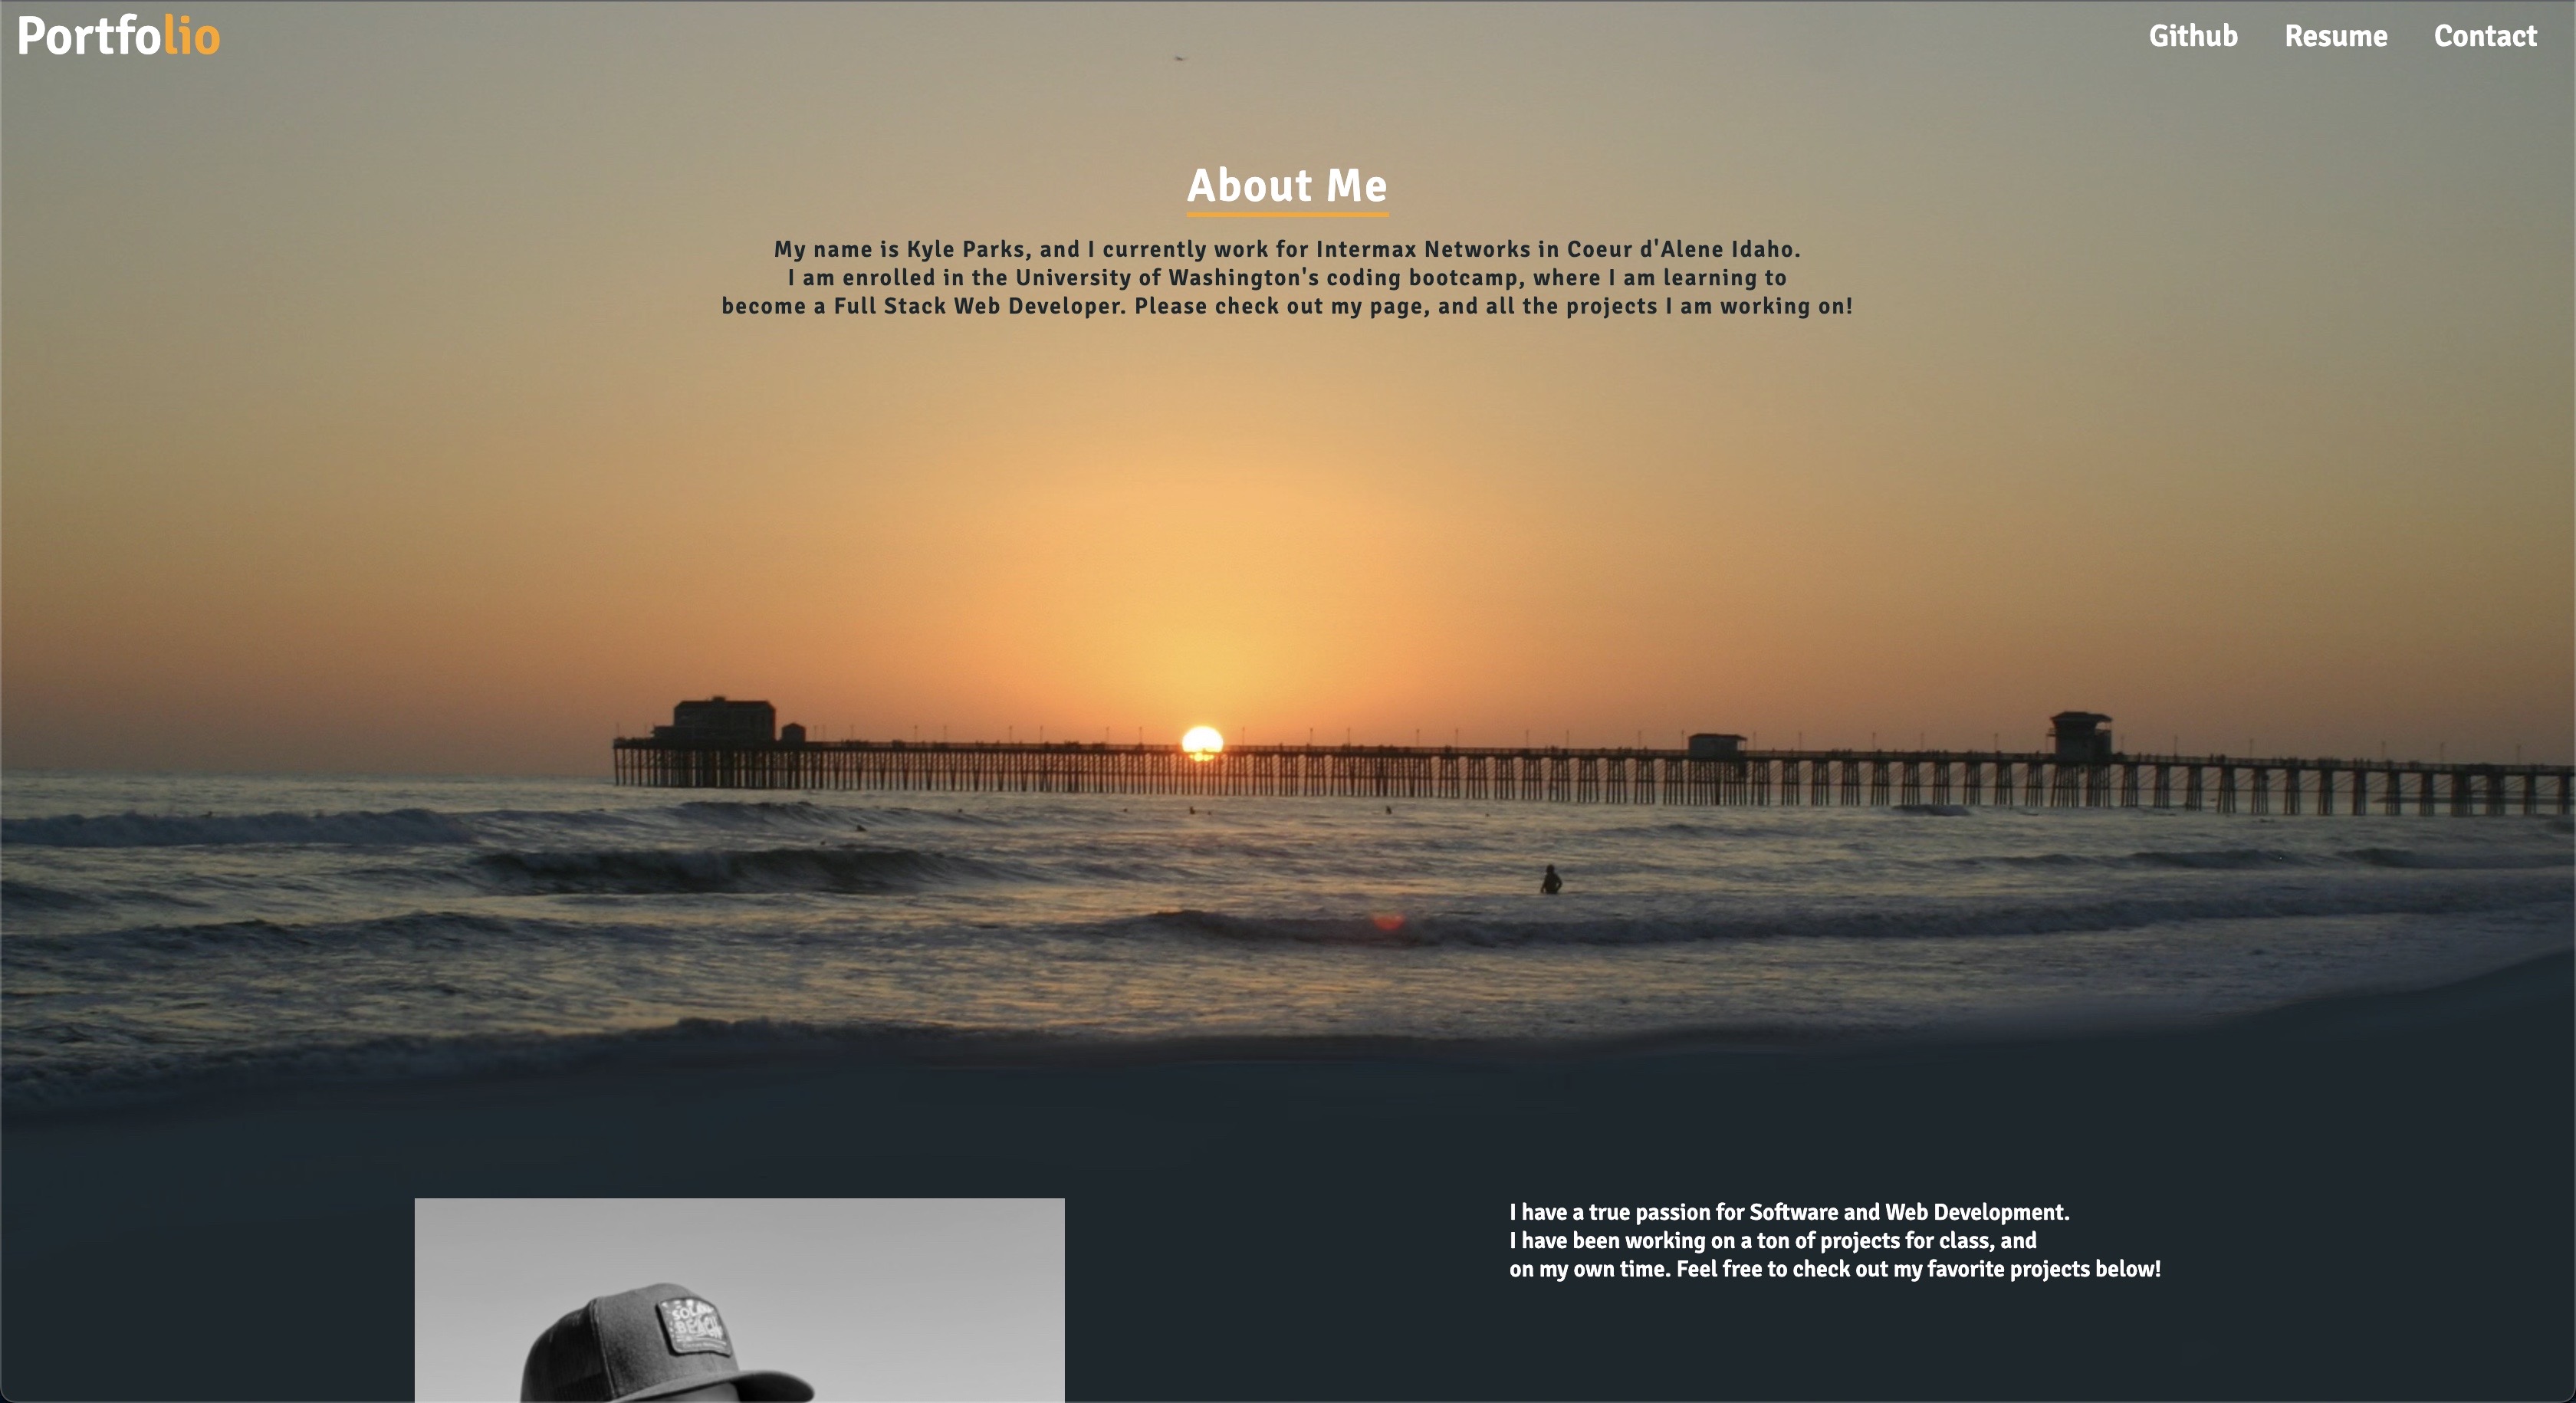 Portfolio
Github Resume Contact
About Me
My name is Kyle Parks, and I currently work for Intermax Networks in Coeur d'Alene Idaho.
I am enrolled in the University of Washington's coding bootcamp, where I am learning to
become a Full Stack Web Developer. Please check out my page, and all the projects I am working on!
I have a true passion for Software and Web Development.
I have been working on a ton of projects for class, and
on my own time. Feel free to check out my favorite projects below!
BEACH